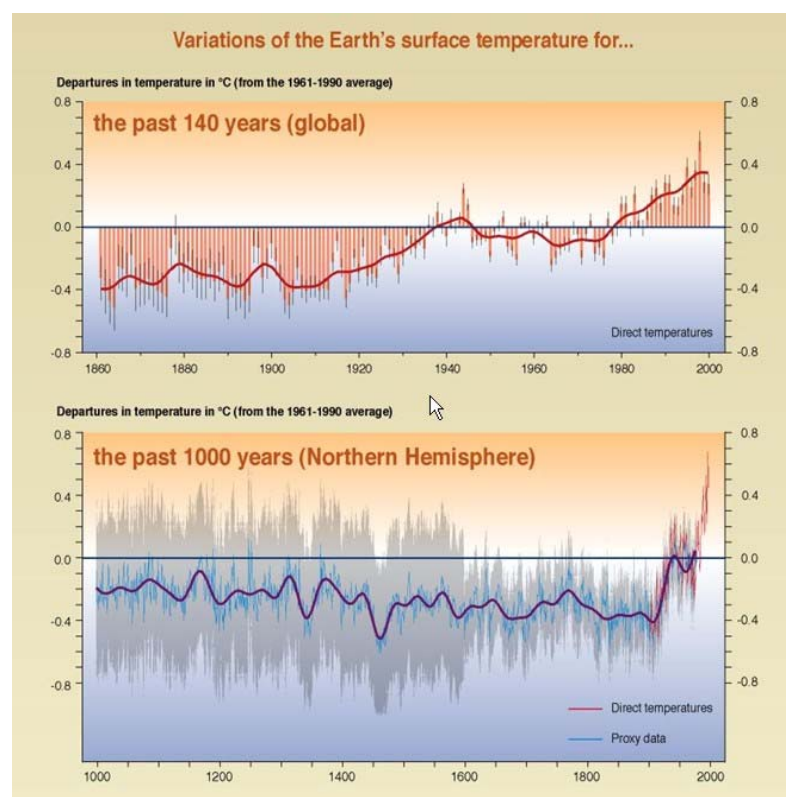 Variations of the Earth's surface temperature for...
Departures in temperature in °C (from the 1961-1990 average)
the past 140 years (global)
0.8
0.4
0.0
-0.4
-0.8
0.8
0.4
0.0
-0.4
-0.8
Direct temperatures
1860 1880 1900 1920 1940 1960 1980 2000
Departures in temperature in °C (from the 1961-1990 average)
the past 1000 years (Northern Hemisphere)
0.8
0.4
0.0
-0.4
-0.8
0.8
0.4
0.0
-0.4
-0.8
Direct temperatures
Proxy data
1000 1200 1400 1600 1800 2000